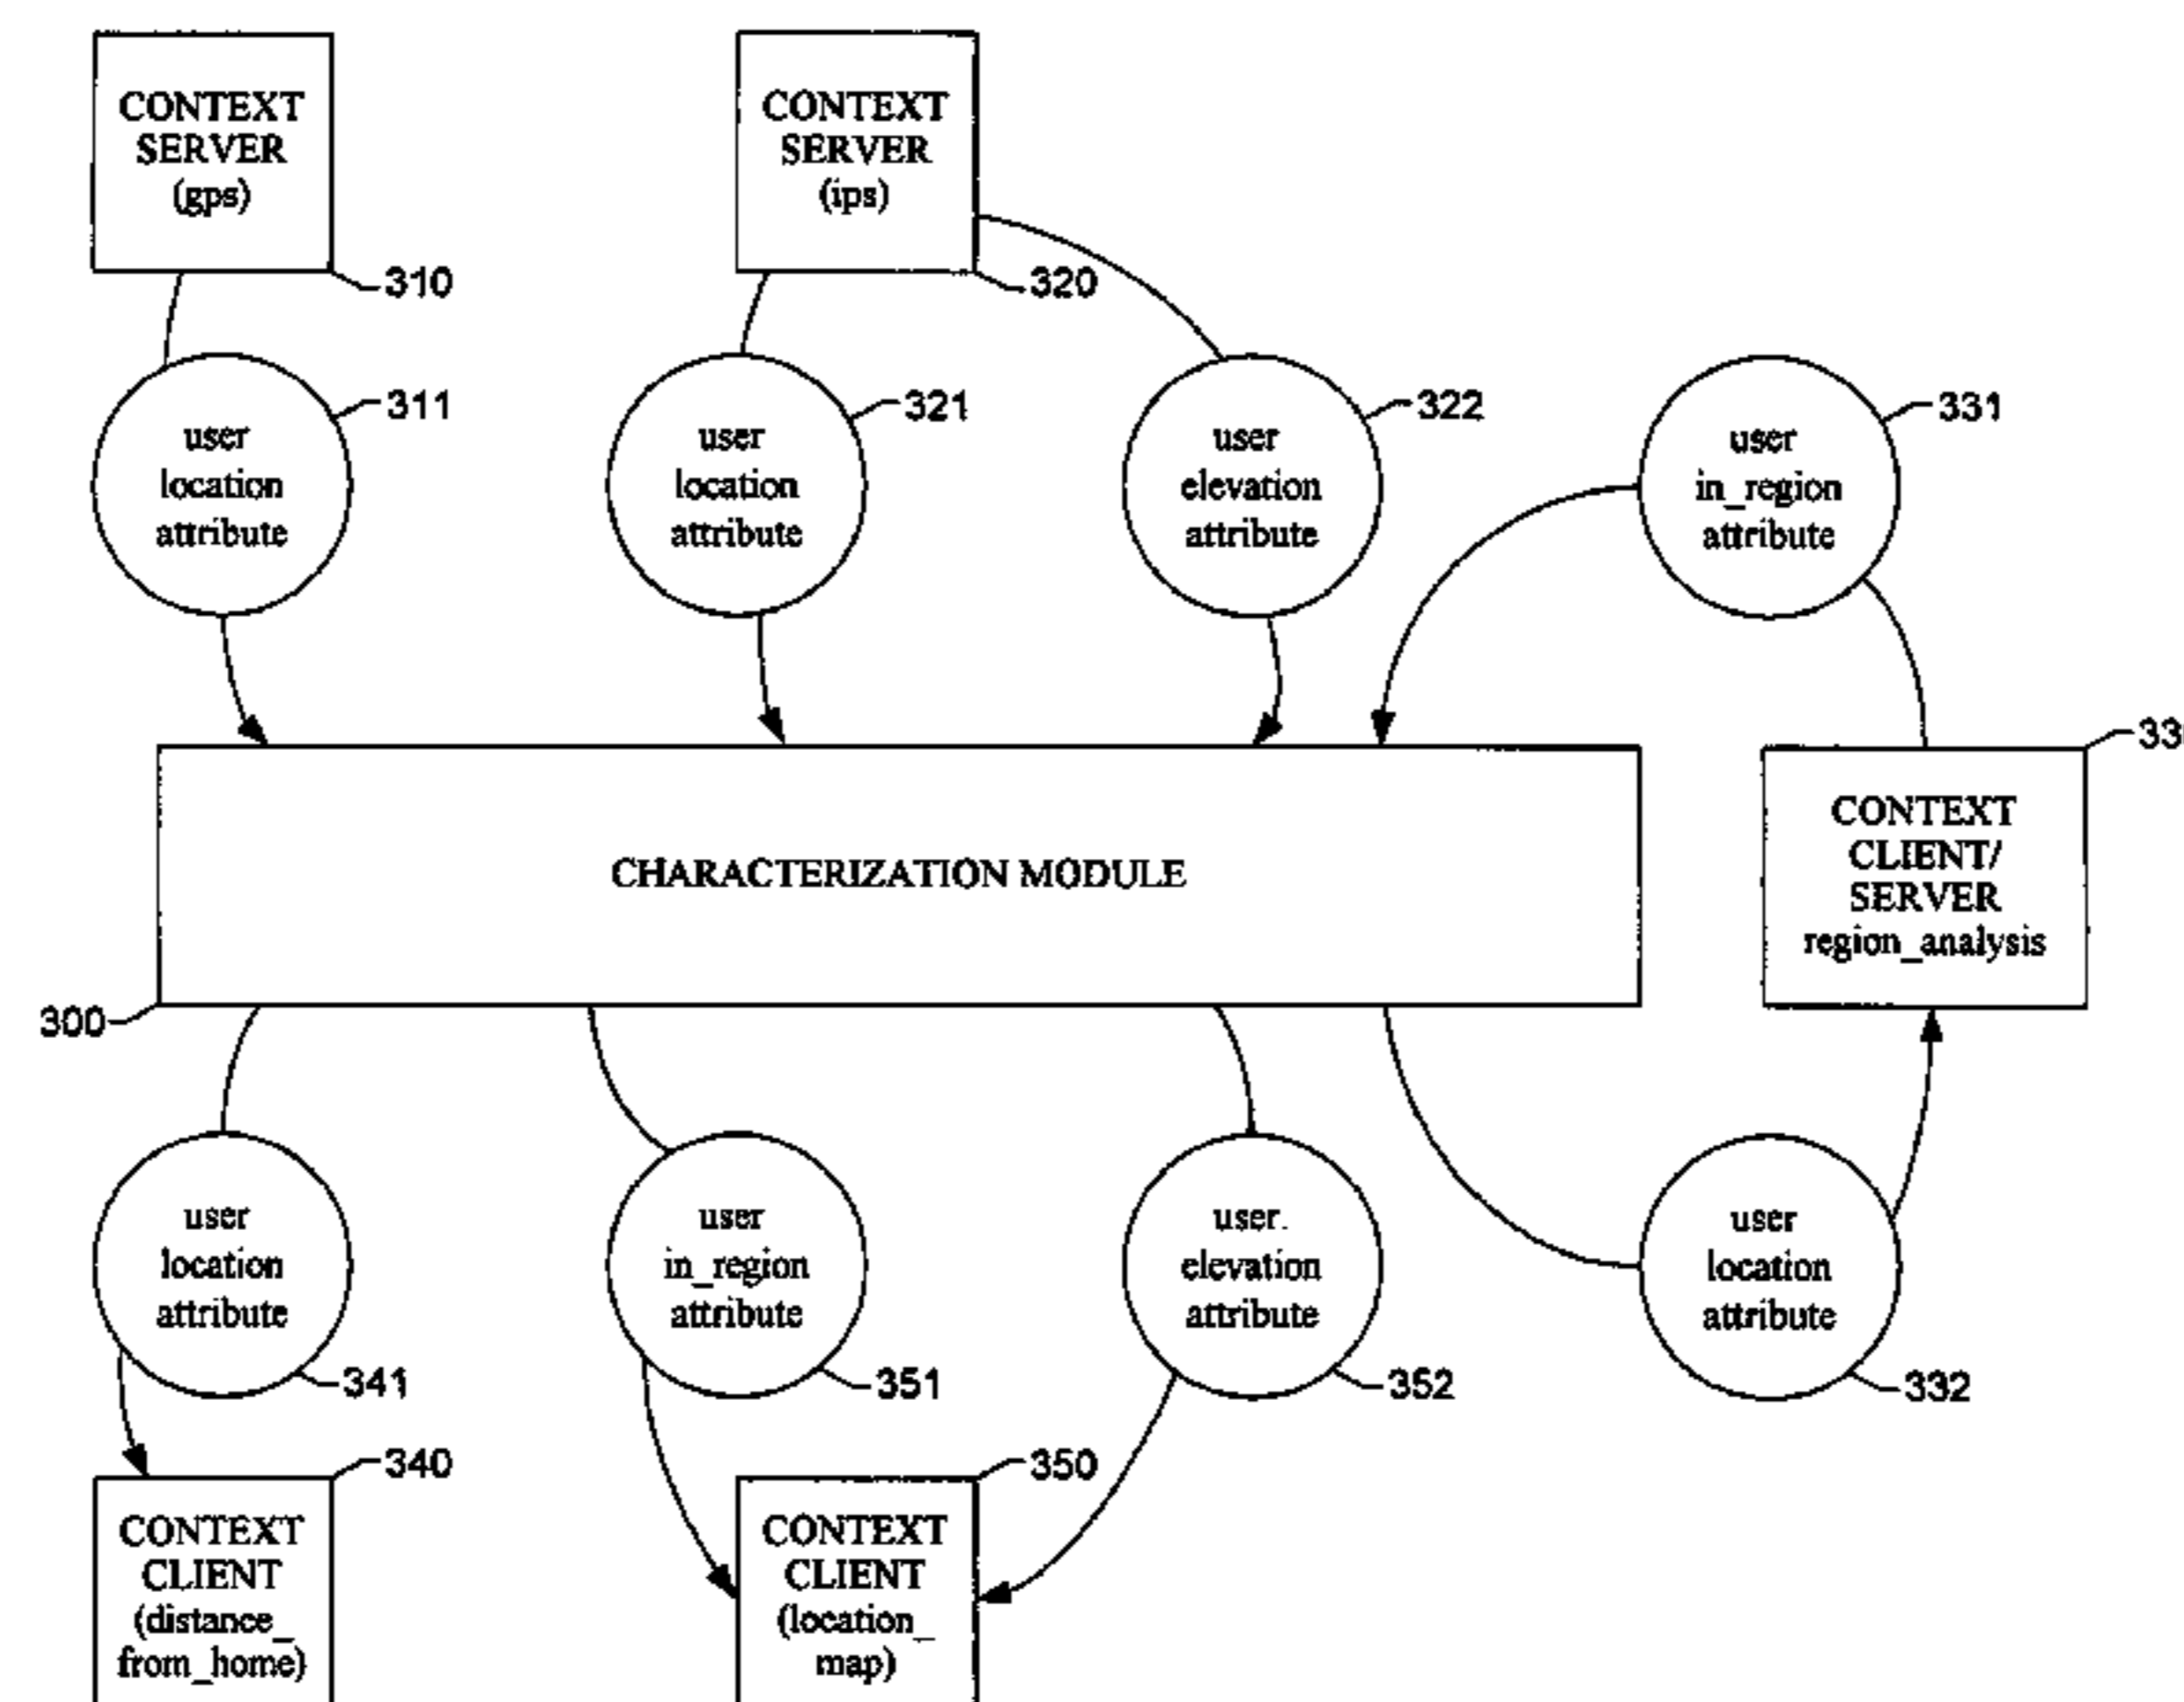 CONTEXT
SERVER
(gps)
310
CONTEXT
SERVER
(ips)
320
user
location
attribute
311
user
location
attribute
321
user
elevation
attribute
322
user
in_region
attribute
331
CHARACTERIZATION MODULE
300
CONTEXT
CLIENT/
SERVER
region_analysis
33
user
location
attribute
341
user
in_region
attribute
351
user.
elevation
attribute
352
user
location
attribute
332
CONTEXT
CLIENT
(distance_
from_home)
340
CONTEXT
CLIENT
(location_
map)
350